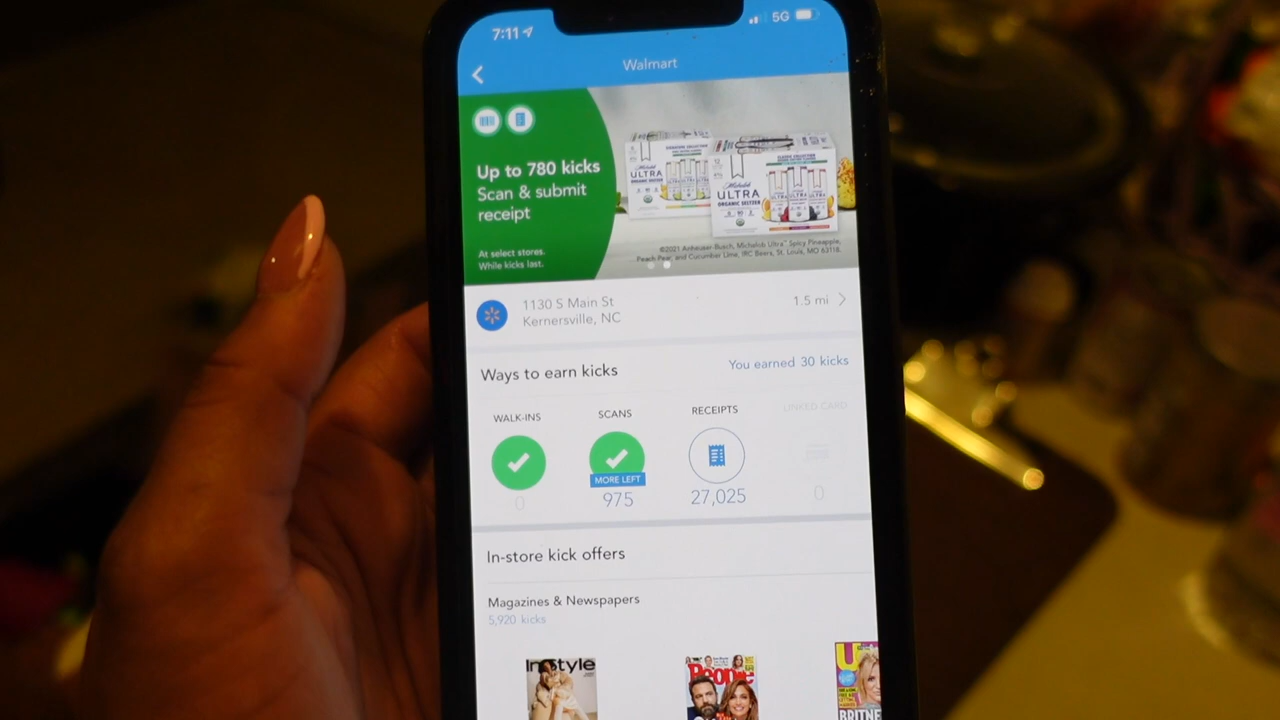 7:11
5G
Walmart
Up to 780 kicks
Scan & submit
receipt
At select stores.
While kicks last.
ULTRA
ORGANIC SELTZER
Michelob
ULTRA
ORGANIC SELTZER
©2021 Anheuser-Busch, Michelob Ultra™ Spicy Pineapple,
Peach Pear, and Cucumber Lime, IRC Beers, St. Louis, MO 63118.
1130 S Main St
Kernersville, NC
1.5 mi
Ways to earn kicks
You earned 30 kicks
WALK-INS
SCANS
RECEIPTS
LINKED CARD
MORE LEFT
0
975
27,025
0
In-store kick offers
Magazines & Newspapers
5,920 kicks
InStyle
People
Us
BRITNE